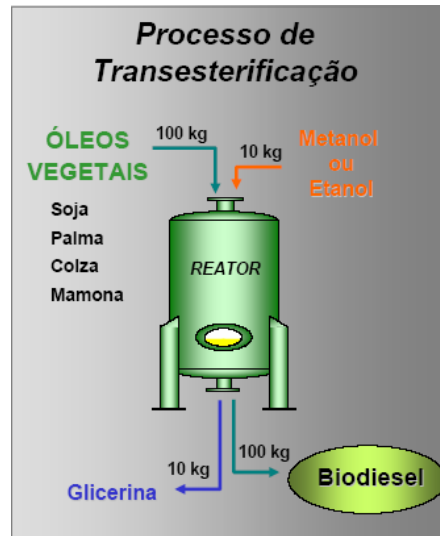 Processo de
Transesterificação
ÓLEOS
VEGETAIS
100 kg
10 kg
Metanol
ou
Etanol
Soja
Palma
Colza
Mamona
REATOR
10 kg
100 kg
Glicerina
Biodiesel